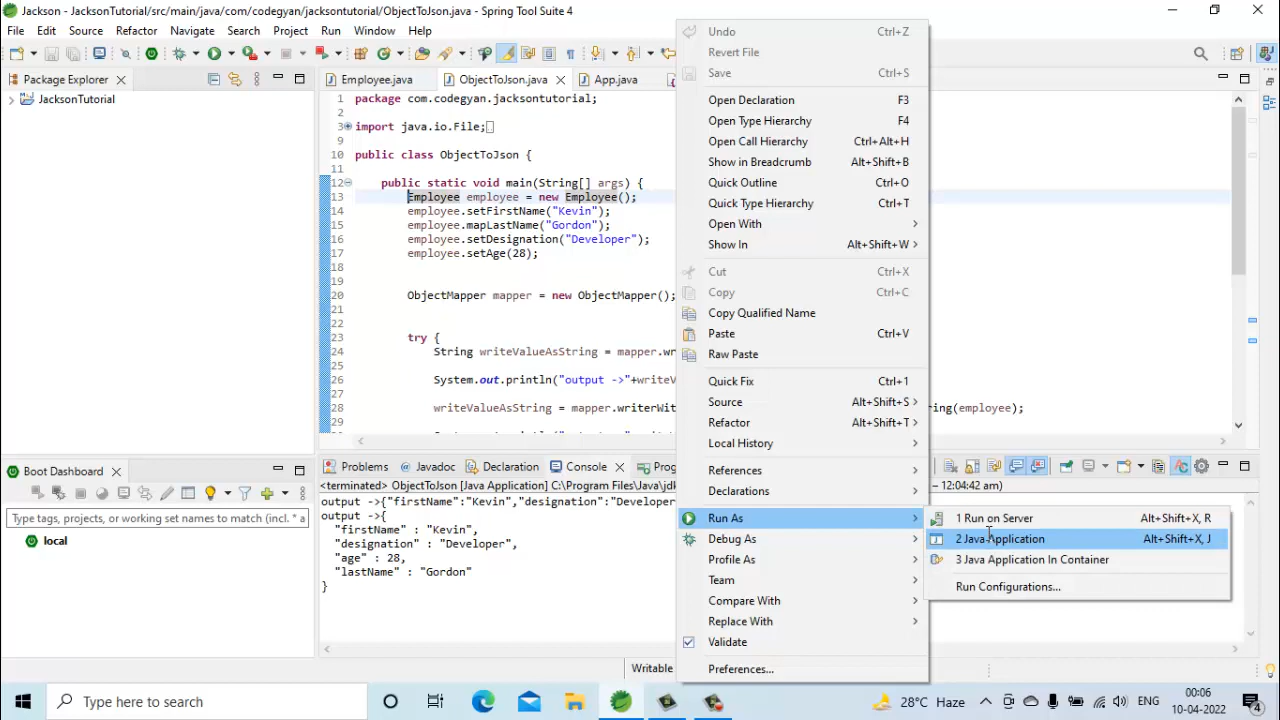 Jackson - JacksonTutorial/src/main/java/com/codegyan/jacksontutorial/ObjectToJson.java - Spring Tool Suite 4
File Edit Source Refactor Navigate Search Project Run Window Help
Package Explorer
JacksonTutorial
Employee.java
ObjectToJson.java
App.java
1 package com.codegyan.jacksontutorial;
2
3 import java.io.File;
9
10 public class ObjectToJson {
11
12 public static void main(String[] args) {
13 Employee employee = new Employee();
14 employee.setFirstName("Kevin");
15 employee.mapLastName("Gordon");
16 employee.setDesignation("Developer");
17 employee.setAge(28);
18
19
20 ObjectMapper mapper = new ObjectMapper();
21
22
23 try {
24 String writeValueAsString = mapper.wr
25
26 System.out.println("output ->"+writeV
27
28 writeValueAsString = mapper.writerWit
ring(employee);
29
Undo Ctrl+Z
Revert File
Save Ctrl+S
Open Declaration F3
Open Type Hierarchy F4
Open Call Hierarchy Ctrl+Alt+H
Show in Breadcrumb Alt+Shift+B
Quick Outline Ctrl+O
Quick Type Hierarchy Ctrl+T
Open With
Show In Alt+Shift+W
Cut Ctrl+X
Copy Ctrl+C
Copy Qualified Name
Paste Ctrl+V
Raw Paste
Quick Fix Ctrl+1
Source Alt+Shift+S
Refactor Alt+Shift+T
Local History
References
Declarations
Run As
Debug As
Profile As
Team
Compare With
Replace With
Validate
Preferences...
1 Run on Server Alt+Shift+X, R
2 Java Application Alt+Shift+X, J
3 Java Application In Container
Run Configurations...
Boot Dashboard
Type tags, projects, or working set names to match (incl. * a
local
Problems Javadoc Declaration Console Prog
<terminated> ObjectToJson [Java Application] C:\Program Files\Java\jdk
– 12:04:42 am)
output ->{"firstName":"Kevin","designation":"Developer
output ->{
"firstName" : "Kevin",
"designation" : "Developer",
"age" : 28,
"lastName" : "Gordon"
}
Writable
Type here to search
28°C Haze
ENG
00:06
10-04-2022
4